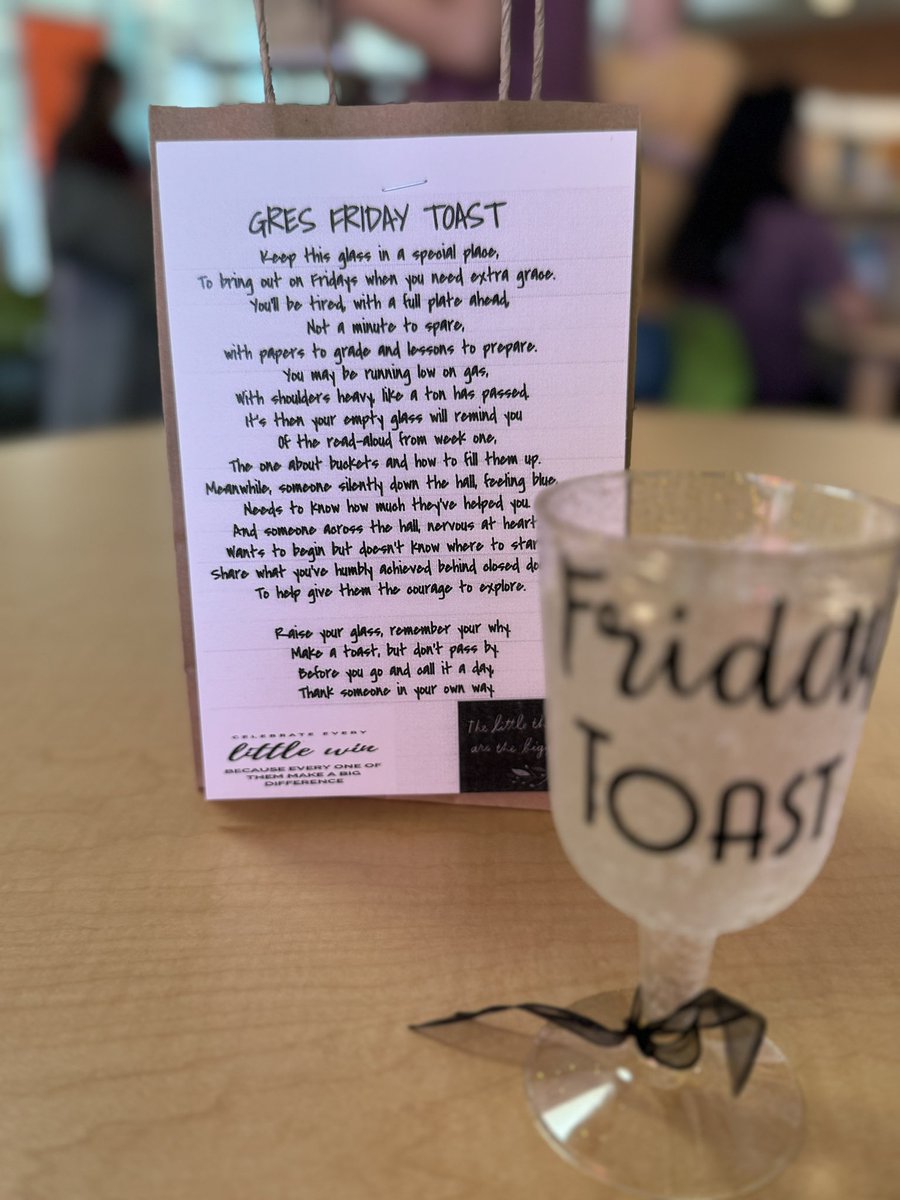 GRES FRIDAY TOAST
Keep this glass in a special place,
To bring out on Fridays when you need extra grace.
You'll be tired, with a full plate ahead,
Not a minute to spare,
with papers to grade and lessons to prepare.
You may be running low on gas,
With shoulders heavy, like a ton has passed.
It's then your empty glass will remind you
Of the read-aloud from week one,
The one about buckets and how to fill them up.
Meanwhile, someone silently down the hall, feeling blue,
Needs to know how much they've helped you.
And someone across the hall, nervous at heart
Wants to begin but doesn't know where to star
Share what you've humbly achieved behind closed do
To help give them the courage to explore.
Raise your glass, remember your why.
Make a toast, but don't pass by.
Before you go and call it a day,
Thank someone in your own way.
CELEBRATE EVERY
little win
BECAUSE EVERY ONE OF
THEM MAKE A BIG
DIFFERENCE
The little th
are the big
Friday
TOAST